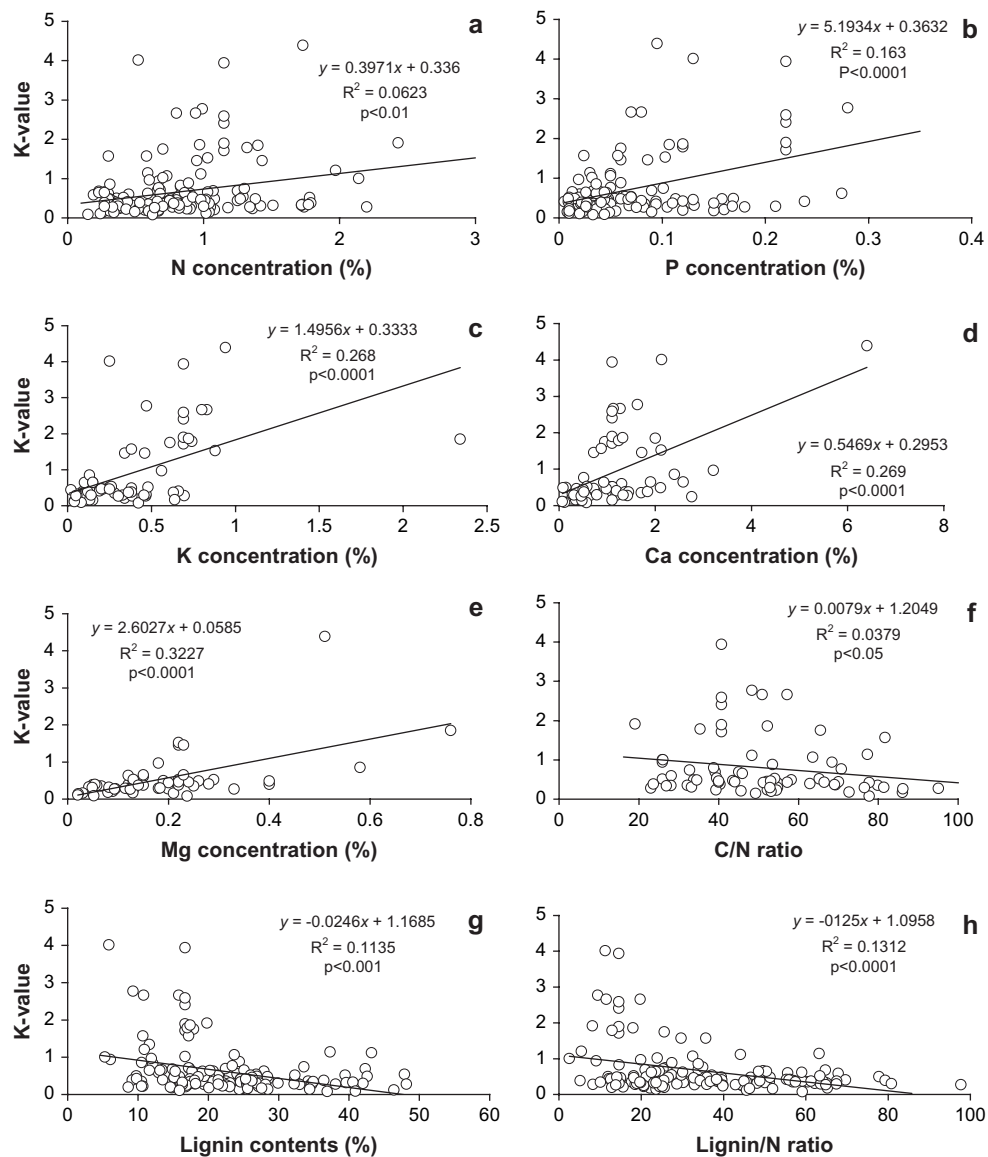 a
5
4
3
2
1
0
K-value
y = 0.3971x + 0.336
R² = 0.0623
p<0.01
0 1 2 3
N concentration (%)
b
5
4
3
2
1
0
y = 5.1934x + 0.3632
R² = 0.163
P<0.0001
0 0.1 0.2 0.3 0.4
P concentration (%)
c
5
4
3
2
1
0
K-value
y = 1.4956x + 0.3333
R² = 0.268
p<0.0001
0 0.5 1 1.5 2 2.5
K concentration (%)
d
5
4
3
2
1
0
y = 0.5469x + 0.2953
R² = 0.269
p<0.0001
0 2 4 6 8
Ca concentration (%)
e
5
4
3
2
1
0
K-value
y = 2.6027x + 0.0585
R² = 0.3227
p<0.0001
0 0.2 0.4 0.6 0.8
Mg concentration (%)
f
5
4
3
2
1
0
y = 0.0079x + 1.2049
R² = 0.0379
p<0.05
0 20 40 60 80 100
C/N ratio
g
5
4
3
2
1
0
K-value
y = -0.0246x + 1.1685
R² = 0.1135
p<0.001
0 10 20 30 40 50 60
Lignin contents (%)
h
5
4
3
2
1
0
y = -0125x + 1.0958
R² = 0.1312
p<0.0001
0 20 40 60 80 100
Lignin/N ratio